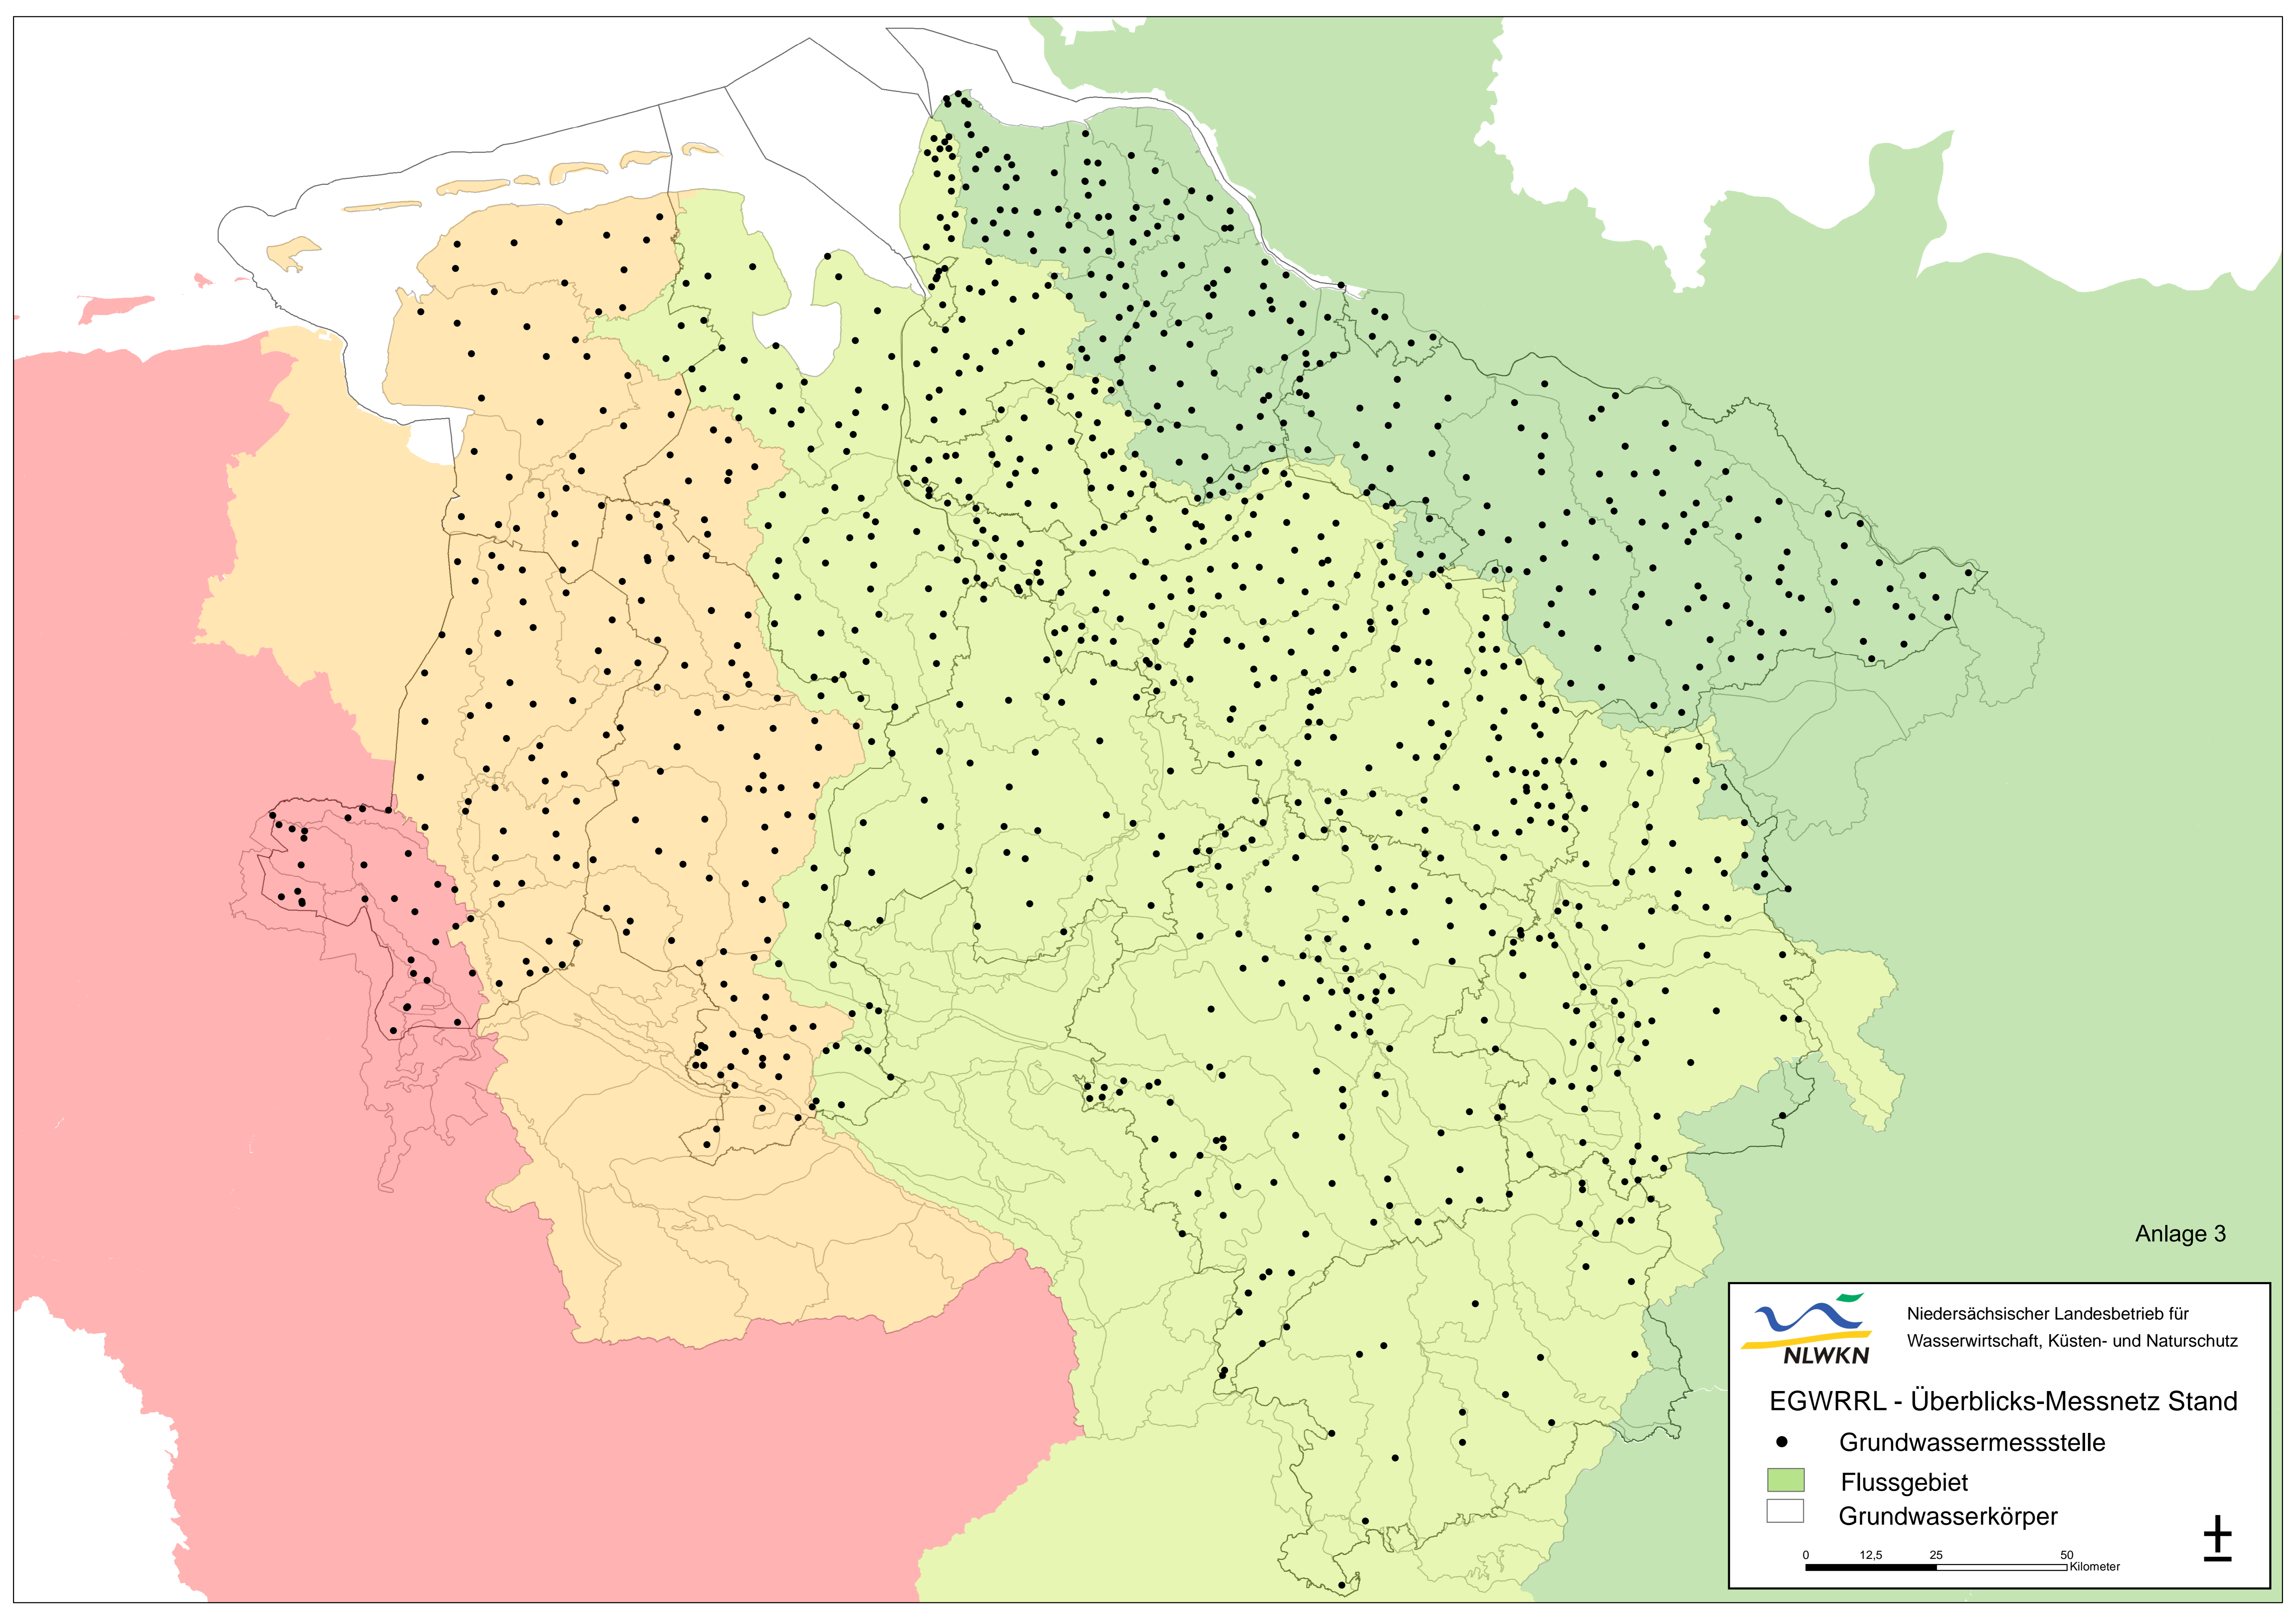 Anlage 3
Niedersächsischer Landesbetrieb für
Wasserwirtschaft, Küsten- und Naturschutz
NLWKN
EGWRRL - Überblicks-Messnetz Stand
Grundwassermessstelle
Flussgebiet
Grundwasserkörper
0 12,5 25 50
Kilometer